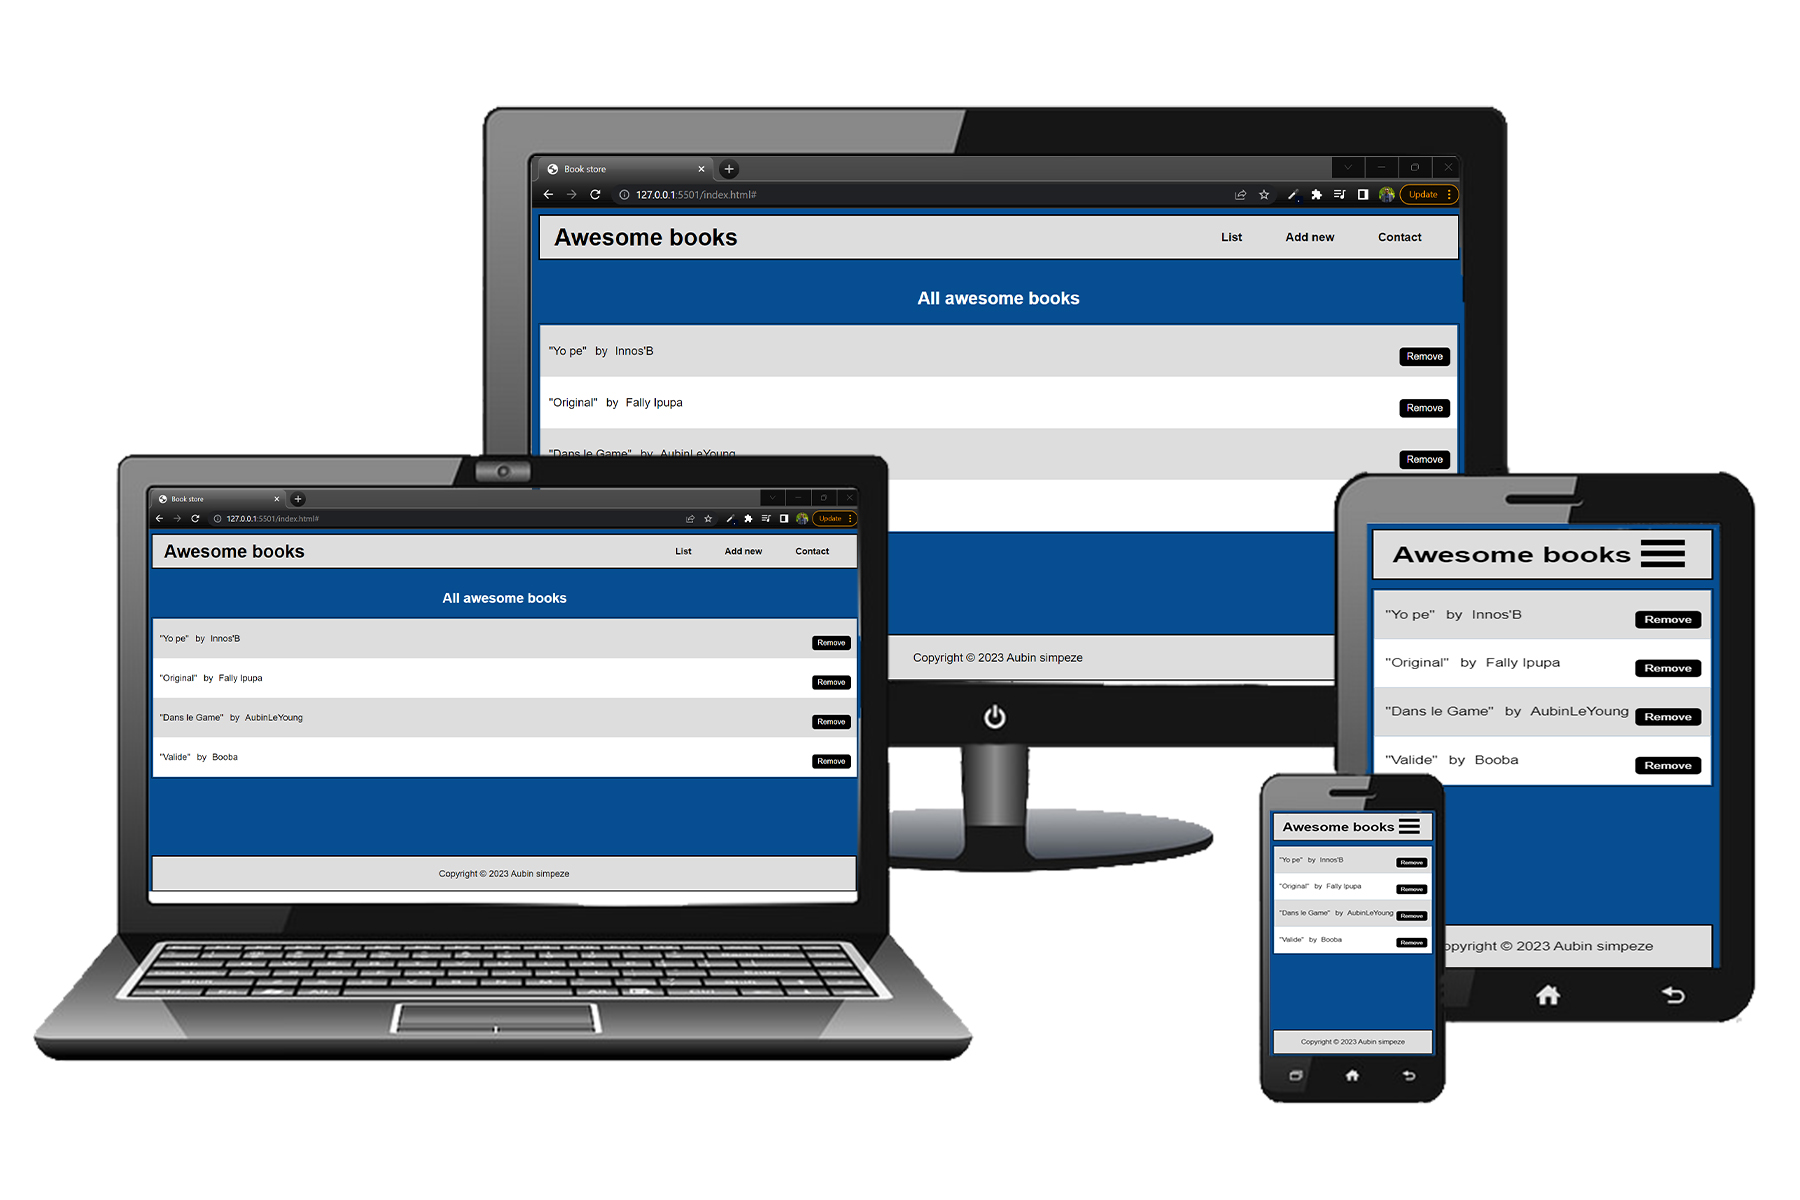 Book store
127.0.0.1:5501/index.html#
Update
Awesome books
List Add new Contact
All awesome books
"Yo pe" by Innos'B Remove
"Original" by Fally Ipupa Remove
"Dans le Game" by AubinLeYoung Remove
Copyright © 2023 Aubin simpeze
Book store
127.0.0.1:5501/index.html#
Update
Awesome books
List Add new Contact
All awesome books
"Yo pe" by Innos'B Remove
"Original" by Fally Ipupa Remove
"Dans le Game" by AubinLeYoung Remove
"Valide" by Booba Remove
Copyright © 2023 Aubin simpeze
Awesome books
"Yo pe" by Innos'B Remove
"Original" by Fally Ipupa Remove
"Dans le Game" by AubinLeYoung Remove
"Valide" by Booba Remove
opyright © 2023 Aubin simpeze
Awesome books
"Yo pe" by Innos'B Remove
"Original" by Fally Ipupa Remove
"Dans le Game" by AubinLeYoung Remove
"Valide" by Booba Remove
Copyright © 2023 Aubin simpeze